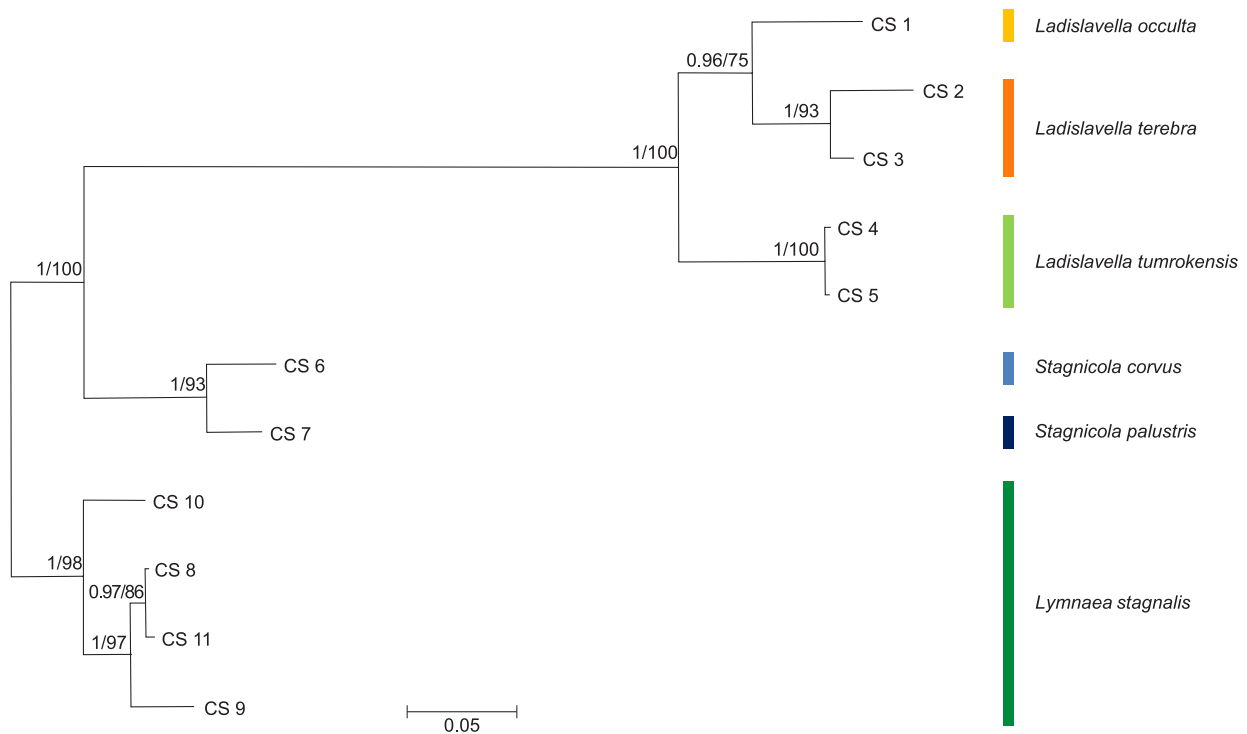 CS 1
Ladislavella occulta
0.96/75
CS 2
1/93
Ladislavella terebra
1/100
CS 3
CS 4
1/100
Ladislavella tumrokensis
1/100
CS 5
CS 6
Stagnicola corvus
1/93
CS 7
Stagnicola palustris
CS 10
1/98
CS 8
0.97/86
Lymnaea stagnalis
1/97
CS 11
CS 9
0.05